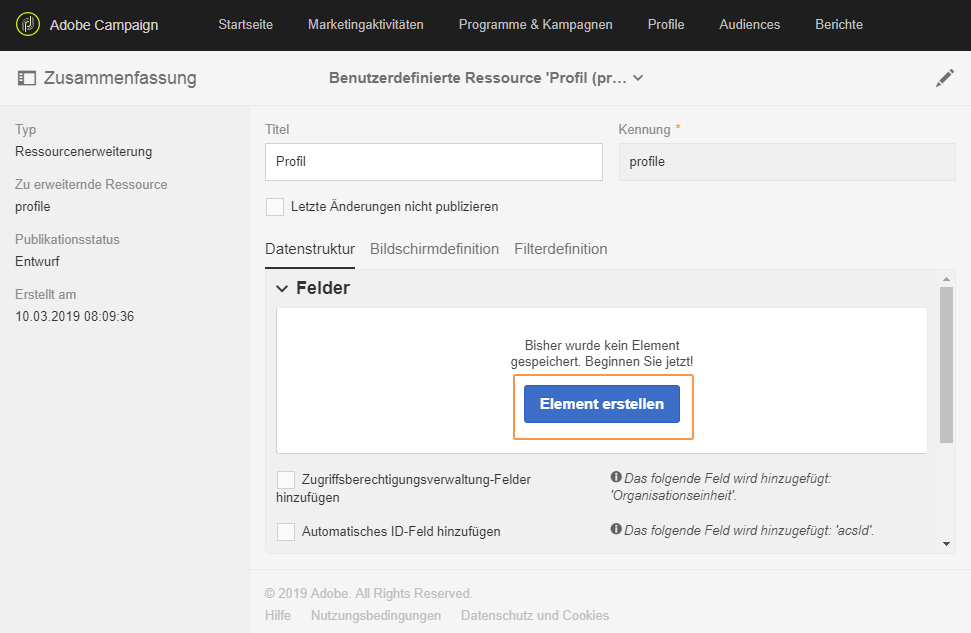 Adobe Campaign Startseite Marketingaktivitäten Programme & Kampagnen Profile Audiences Berichte
Zusammenfassung Benutzerdefinierte Ressource 'Profil (pr...
Typ
Ressourcenerweiterung
Zu erweiternde Ressource
profile
Publikationsstatus
Entwurf
Erstellt am
10.03.2019 08:09:36
Titel Kennung *
Profil profile
Letzte Änderungen nicht publizieren
Datenstruktur Bildschirmdefinition Filterdefinition
Felder
Bisher wurde kein Element
gespeichert. Beginnen Sie jetzt!
Element erstellen
Zugriffsberechtigungsverwaltung-Felder
hinzufügen
Das folgende Feld wird hinzugefügt:
'Organisationseinheit'.
Automatisches ID-Feld hinzufügen Das folgende Feld wird hinzugefügt: 'acsId'.
© 2019 Adobe. All Rights Reserved.
Hilfe Nutzungsbedingungen Datenschutz und Cookies